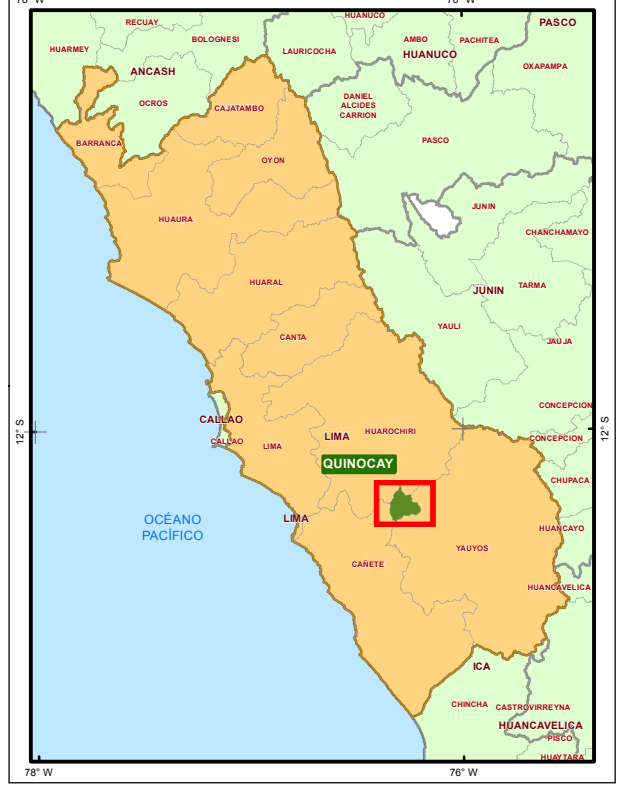 78° W
76° W
HUANUCO
RECUAY
PASCO
HUARMEY
BOLOGNESI
LAURICOCHA
AMBO
PACHITEA
HUANUCO
ANCASH
OXAPAMPA
OCROS
CAJATAMBO
DANIEL
ALCIDES
CARRION
BARRANCA
PASCO
OYON
HUAURA
JUNIN
CHANCHAMAYO
HUARAL
JUNIN
TARMA
YAULI
CANTA
JAUJA
CONCEPCION
CALLAO
12° S
CALLAO
LIMA
LIMA
HUAROCHIRI
CONCEPCION
12° S
QUINOCAY
CHUPACA
OCÉANO
PACÍFICO
LIMA
HUANCAYO
YAUYOS
CAÑETE
HUANCAVELICA
ICA
CHINCHA
CASTROVIRREYNA
HUANCAVELICA
PISCO
HUAYTARA
78° W
76° W